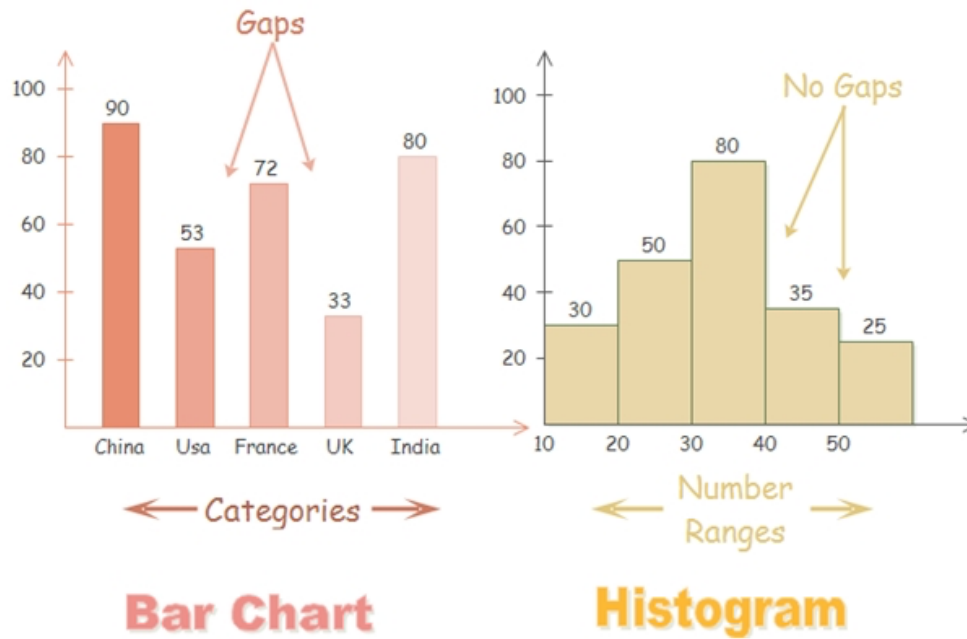 Gaps
100
80
60
40
20
90
53
72
33
80
China Usa France UK India
Categories
Bar Chart
No Gaps
100
80
60
40
20
30
50
80
35
25
10 20 30 40 50
Number
Ranges
Histogram